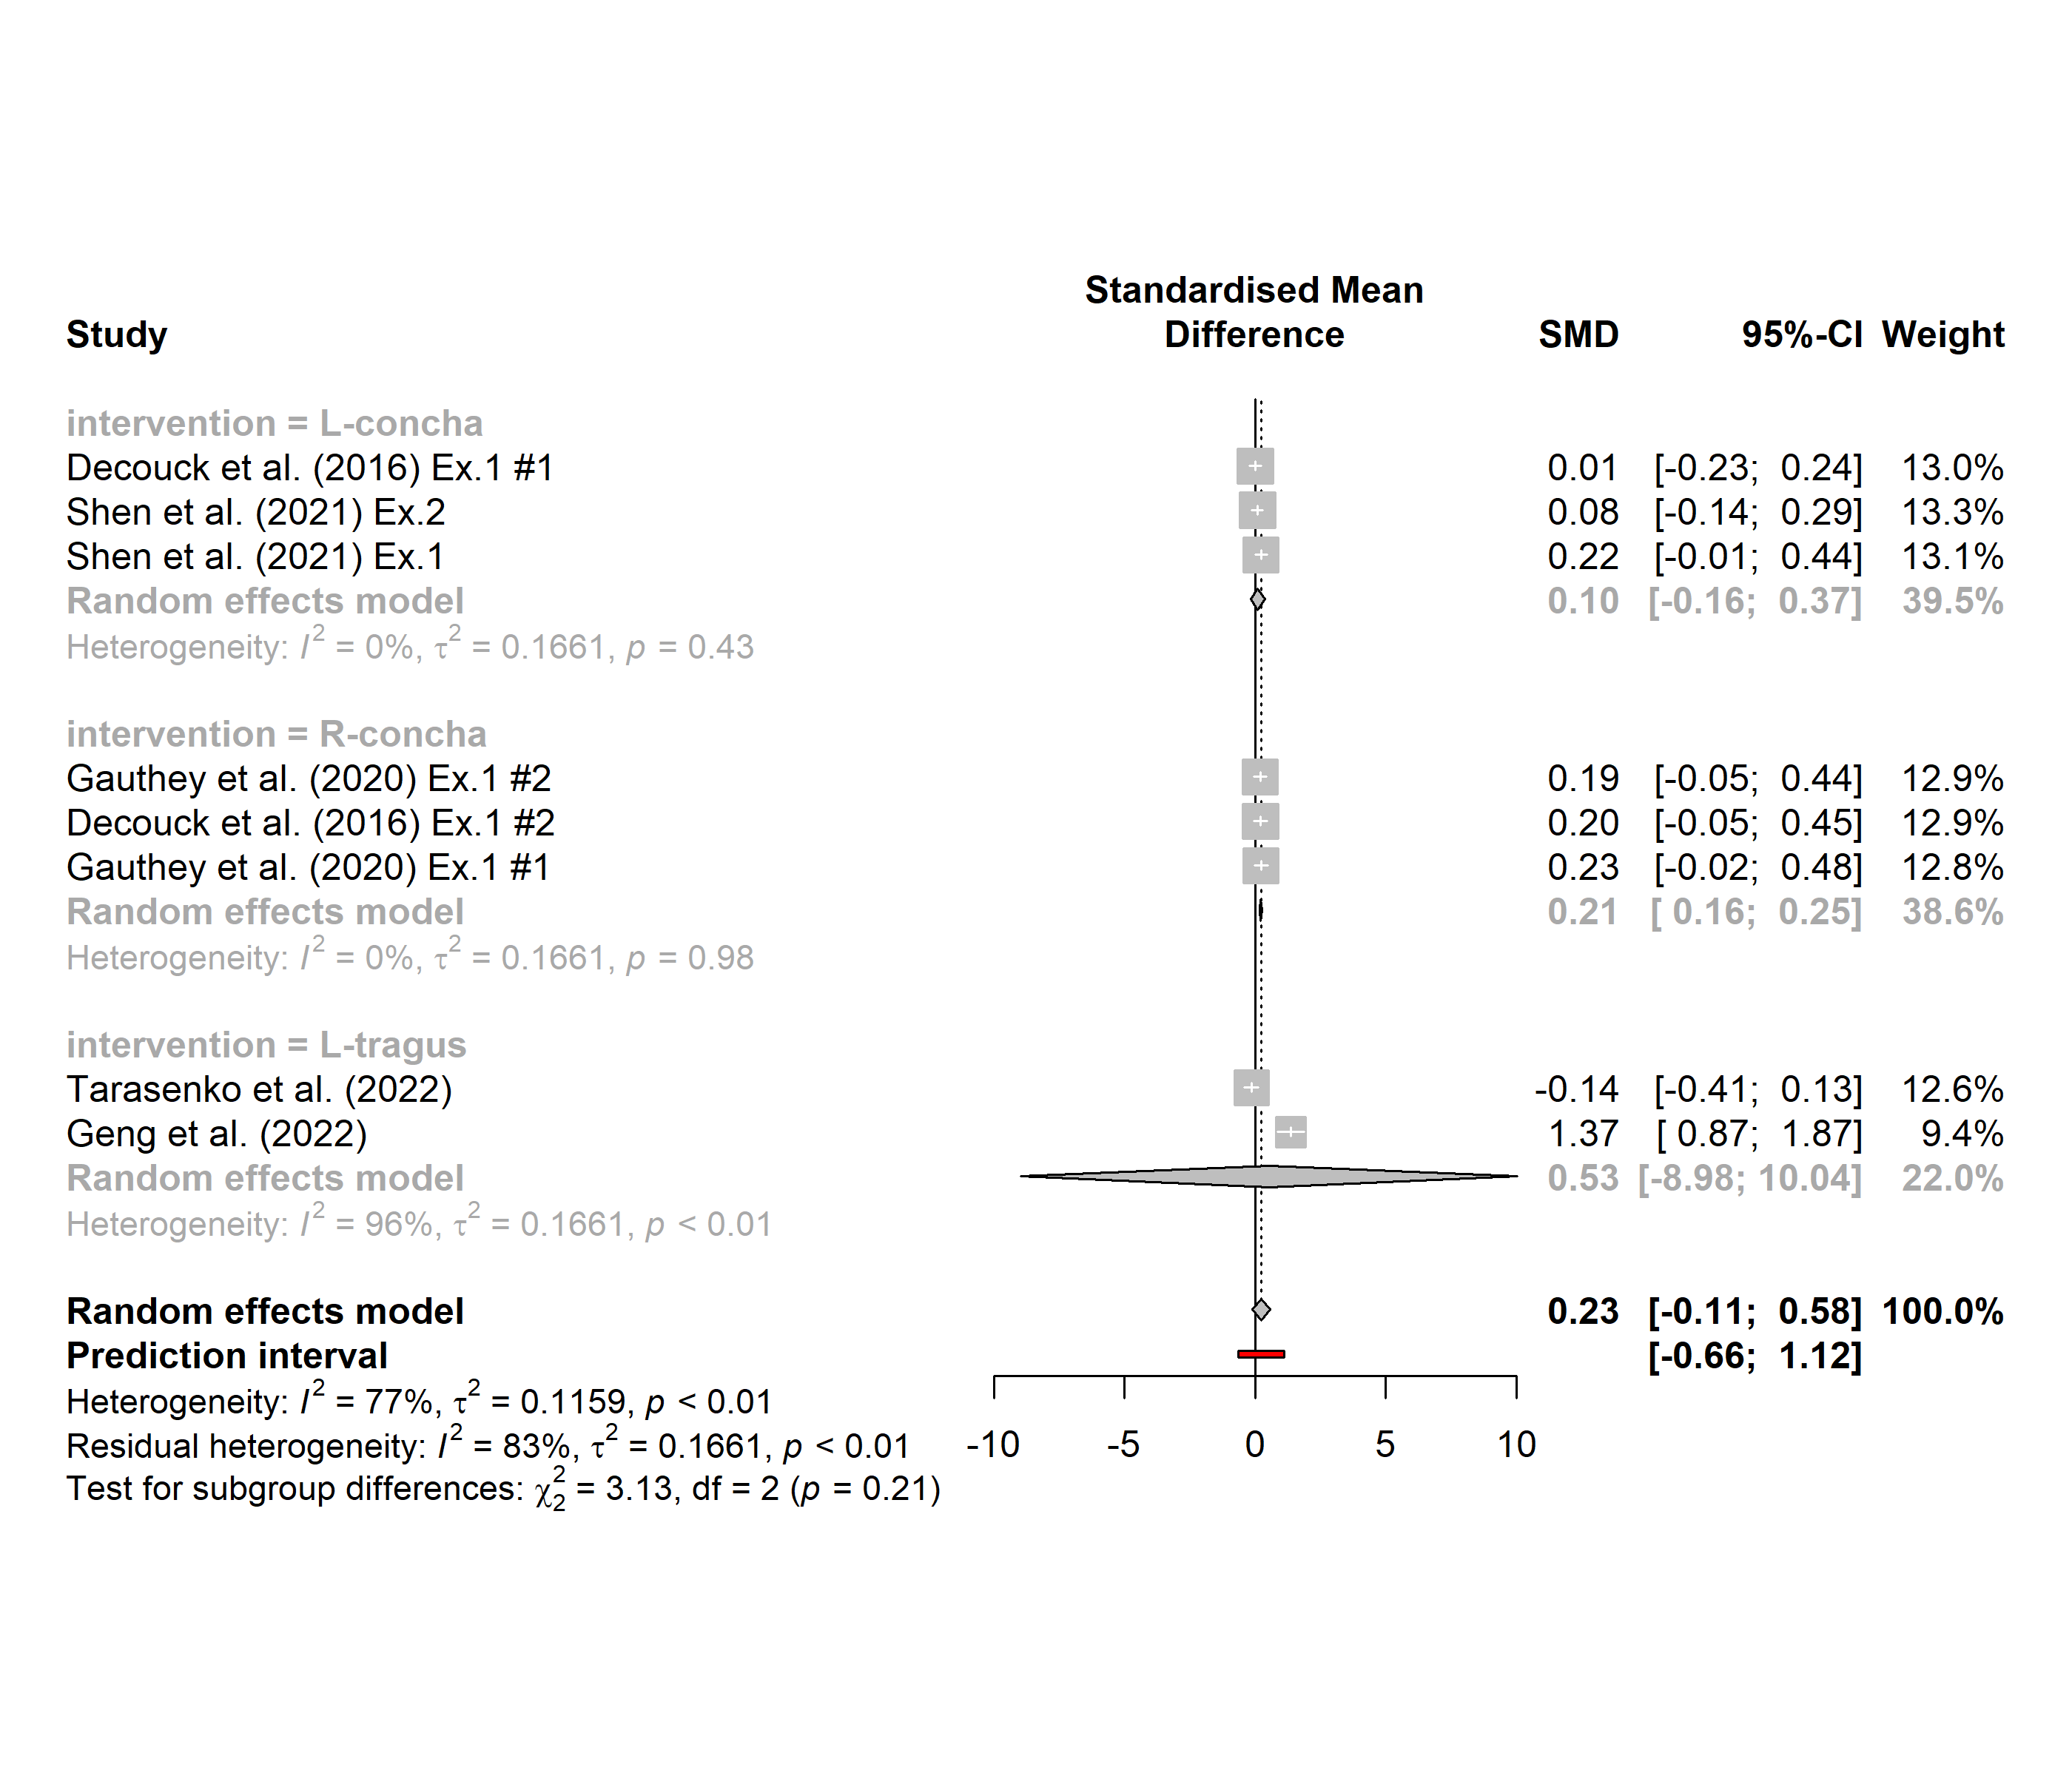 Standardised Mean
Study Difference SMD 95%-CI Weight
intervention = L-concha
Decouck et al. (2016) Ex.1 #1 0.01 [-0.23; 0.24] 13.0%
Shen et al. (2021) Ex.2 0.08 [-0.14; 0.29] 13.3%
Shen et al. (2021) Ex.1 0.22 [-0.01; 0.44] 13.1%
Random effects model 0.10 [-0.16; 0.37] 39.5%
Heterogeneity: I² = 0%, τ² = 0.1661, p = 0.43
intervention = R-concha
Gauthey et al. (2020) Ex.1 #2 0.19 [-0.05; 0.44] 12.9%
Decouck et al. (2016) Ex.1 #2 0.20 [-0.05; 0.45] 12.9%
Gauthey et al. (2020) Ex.1 #1 0.23 [-0.02; 0.48] 12.8%
Random effects model 0.21 [ 0.16; 0.25] 38.6%
Heterogeneity: I² = 0%, τ² = 0.1661, p = 0.98
intervention = L-tragus
Tarasenko et al. (2022) -0.14 [-0.41; 0.13] 12.6%
Geng et al. (2022) 1.37 [ 0.87; 1.87] 9.4%
Random effects model 0.53 [-8.98; 10.04] 22.0%
Heterogeneity: I² = 96%, τ² = 0.1661, p < 0.01
Random effects model 0.23 [-0.11; 0.58] 100.0%
Prediction interval [-0.66; 1.12]
Heterogeneity: I² = 77%, τ² = 0.1159, p < 0.01
Residual heterogeneity: I² = 83%, τ² = 0.1661, p < 0.01 -10 -5 0 5 10
Test for subgroup differences: χ²₂ = 3.13, df = 2 (p = 0.21)